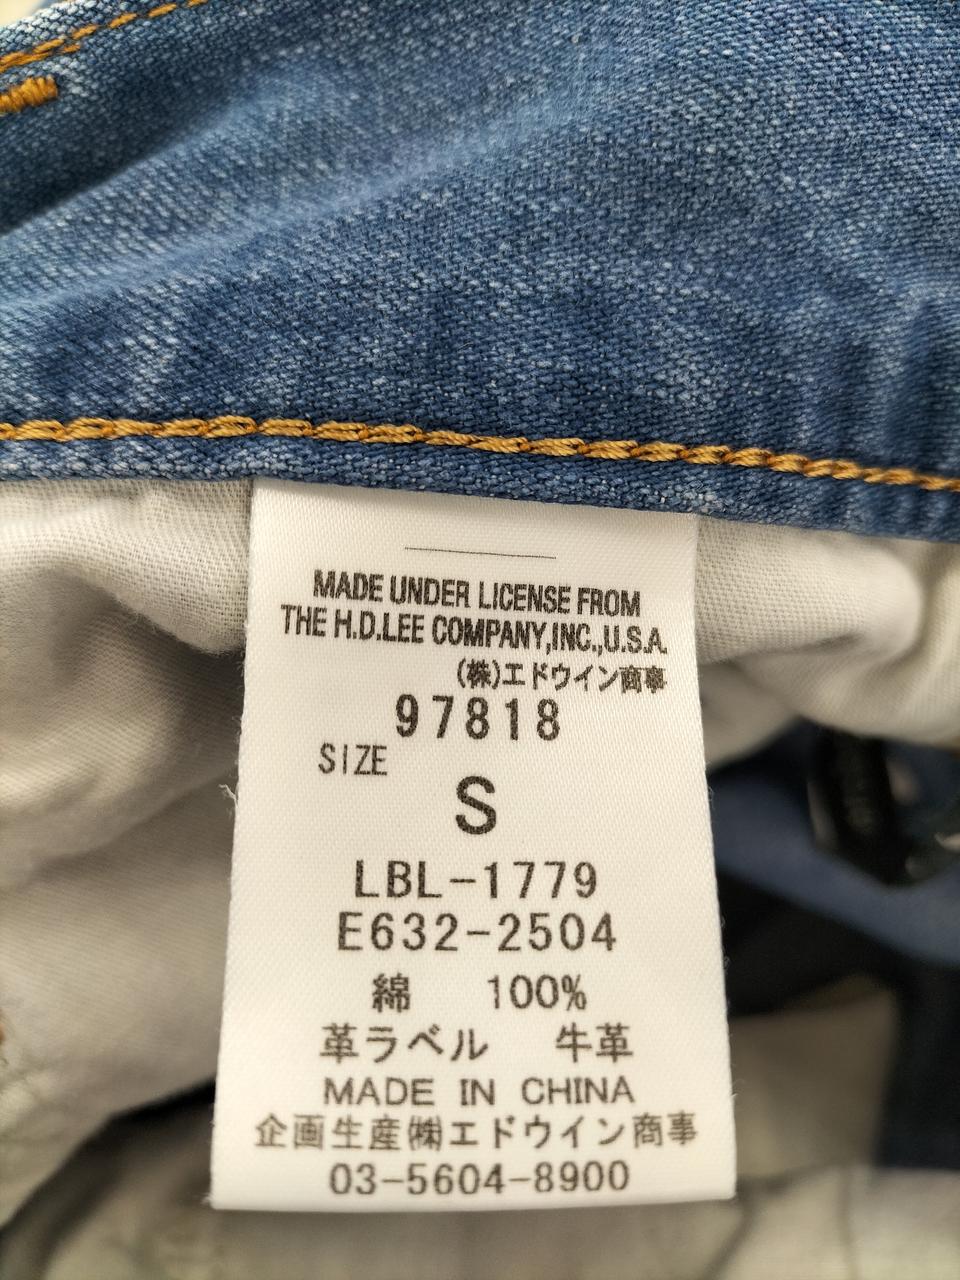 MADE UNDER LICENSE FROM
THE H.D.LEE COMPANY,INC.,U.S.A.
(株)エドウイン商事
97818
SIZE
S
LBL-1779
E632-2504
綿 100%
革ラベル 牛革
MADE IN CHINA
企画生産㈱エドウイン商事
03-5604-8900